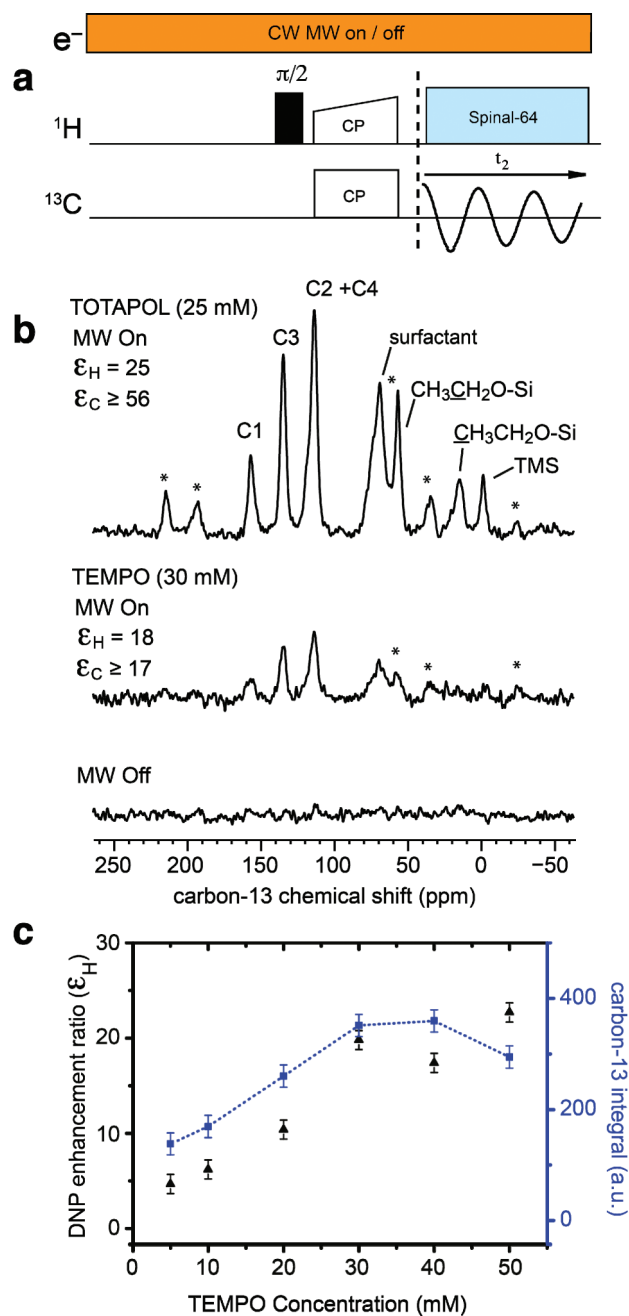 e⁻ CW MW on / off
a
π/2
¹H CP Spinal-64
t₂
¹³C CP
b
TOTAPOL (25 mM)
MW On
ε_H = 25
ε_C ≥ 56
C2 +C4
C3
C1
surfactant
*
CH3CH2O-Si
CH3CH2O-Si
TMS
* * * *
TEMPO (30 mM)
MW On
ε_H = 18
ε_C ≥ 17
* * *
MW Off
250 200 150 100 50 0 −50
carbon-13 chemical shift (ppm)
c
DNP enhancement ratio (ε_H)
30
20
10
0
carbon-13 integral (a.u.)
400
200
0
0 10 20 30 40 50
TEMPO Concentration (mM)